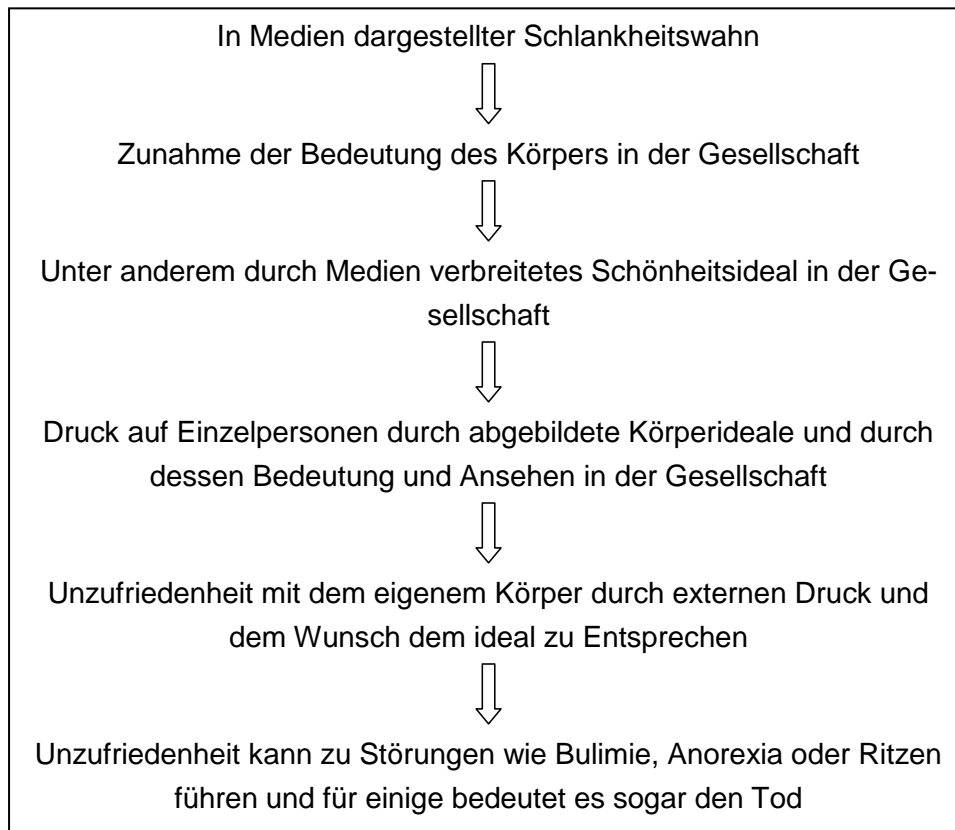 In Medien dargestellter Schlankheitswahn
Zunahme der Bedeutung des Körpers in der Gesellschaft
Unter anderem durch Medien verbreitetes Schönheitsideal in der Ge-
sellschaft
Druck auf Einzelpersonen durch abgebildete Körperideale und durch
dessen Bedeutung und Ansehen in der Gesellschaft
Unzufriedenheit mit dem eigenem Körper durch externen Druck und
dem Wunsch dem ideal zu Entsprechen
Unzufriedenheit kann zu Störungen wie Bulimie, Anorexia oder Ritzen
führen und für einige bedeutet es sogar den Tod